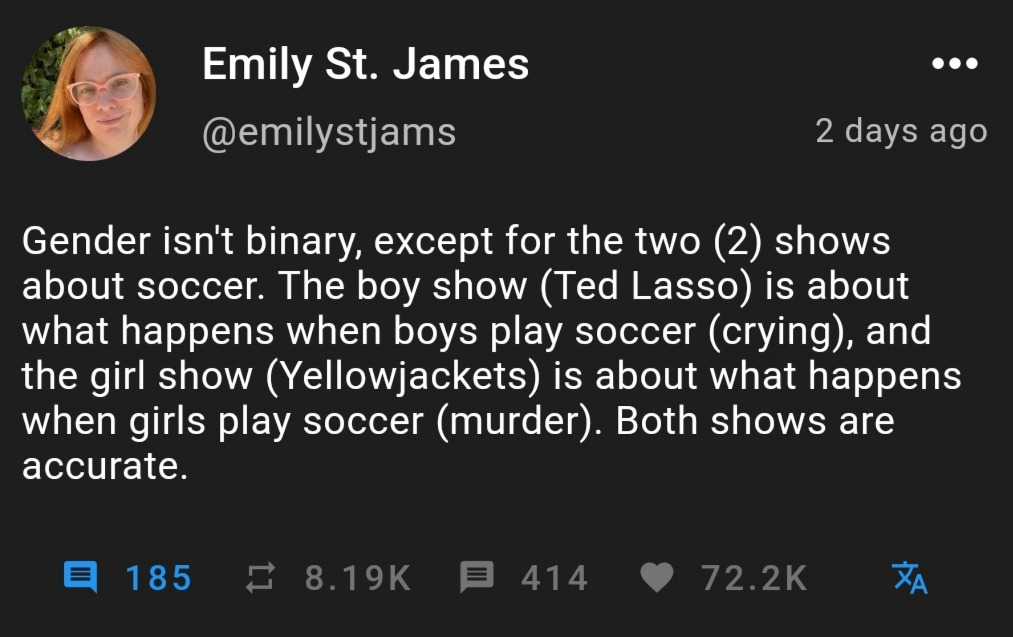 Emily St. James
@emilystjams
2 days ago
Gender isn't binary, except for the two (2) shows
about soccer. The boy show (Ted Lasso) is about
what happens when boys play soccer (crying), and
the girl show (Yellowjackets) is about what happens
when girls play soccer (murder). Both shows are
accurate.
185 8.19K 414 72.2K